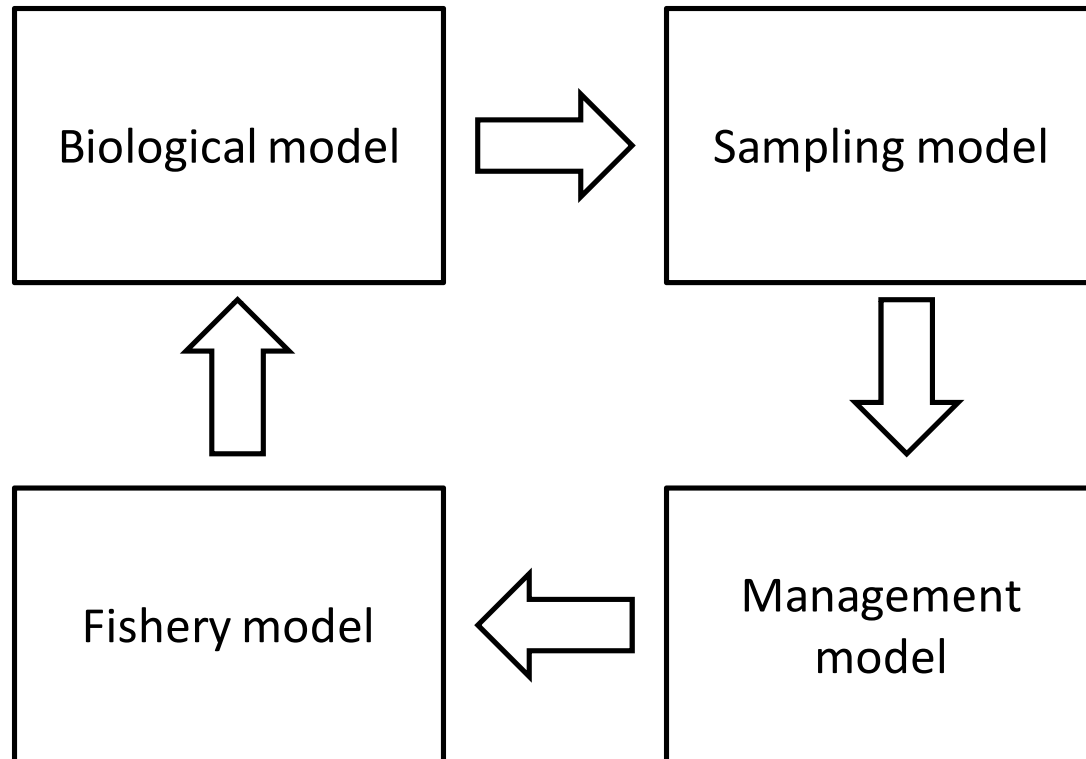 Biological model
Sampling model
Fishery model
Management
model